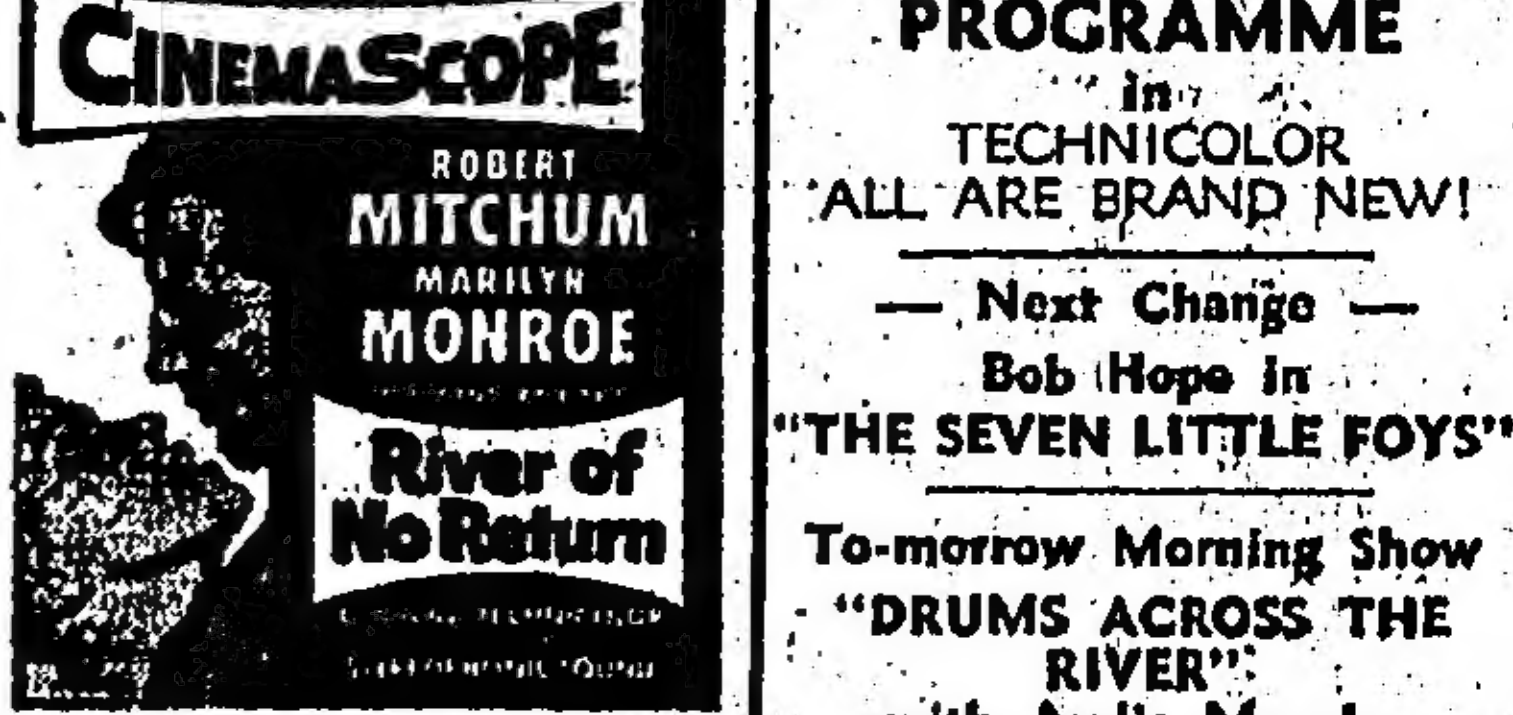 CINEMASCOPE
ROBERT
MITCHUM
MARILYN
MONROE
River of
No Return
PROGRAMME
in
TECHNICOLOR
ALL ARE BRAND NEW!
— Next Change —
Bob Hope in
"THE SEVEN LITTLE FOYS"
To-morrow Morning Show
"DRUMS ACROSS THE
RIVER"